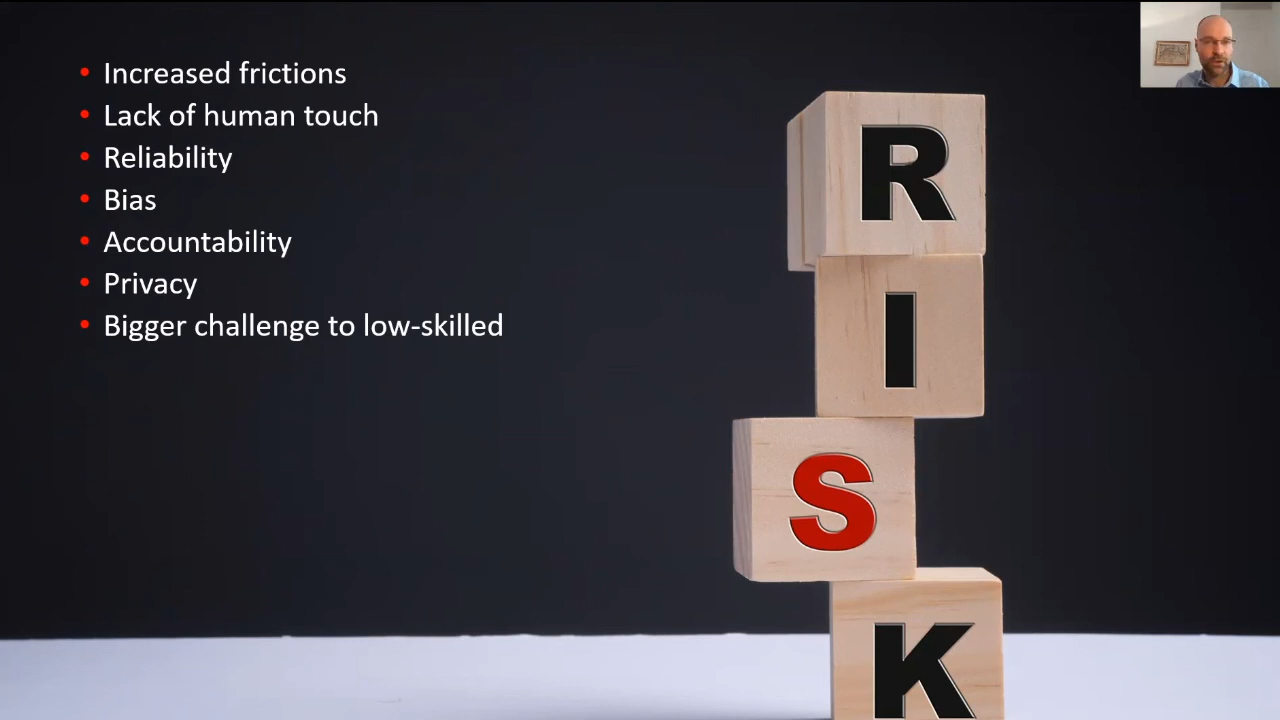 Increased frictions
Lack of human touch
Reliability
Bias
Accountability
Privacy
Bigger challenge to low-skilled
R
I
S
K